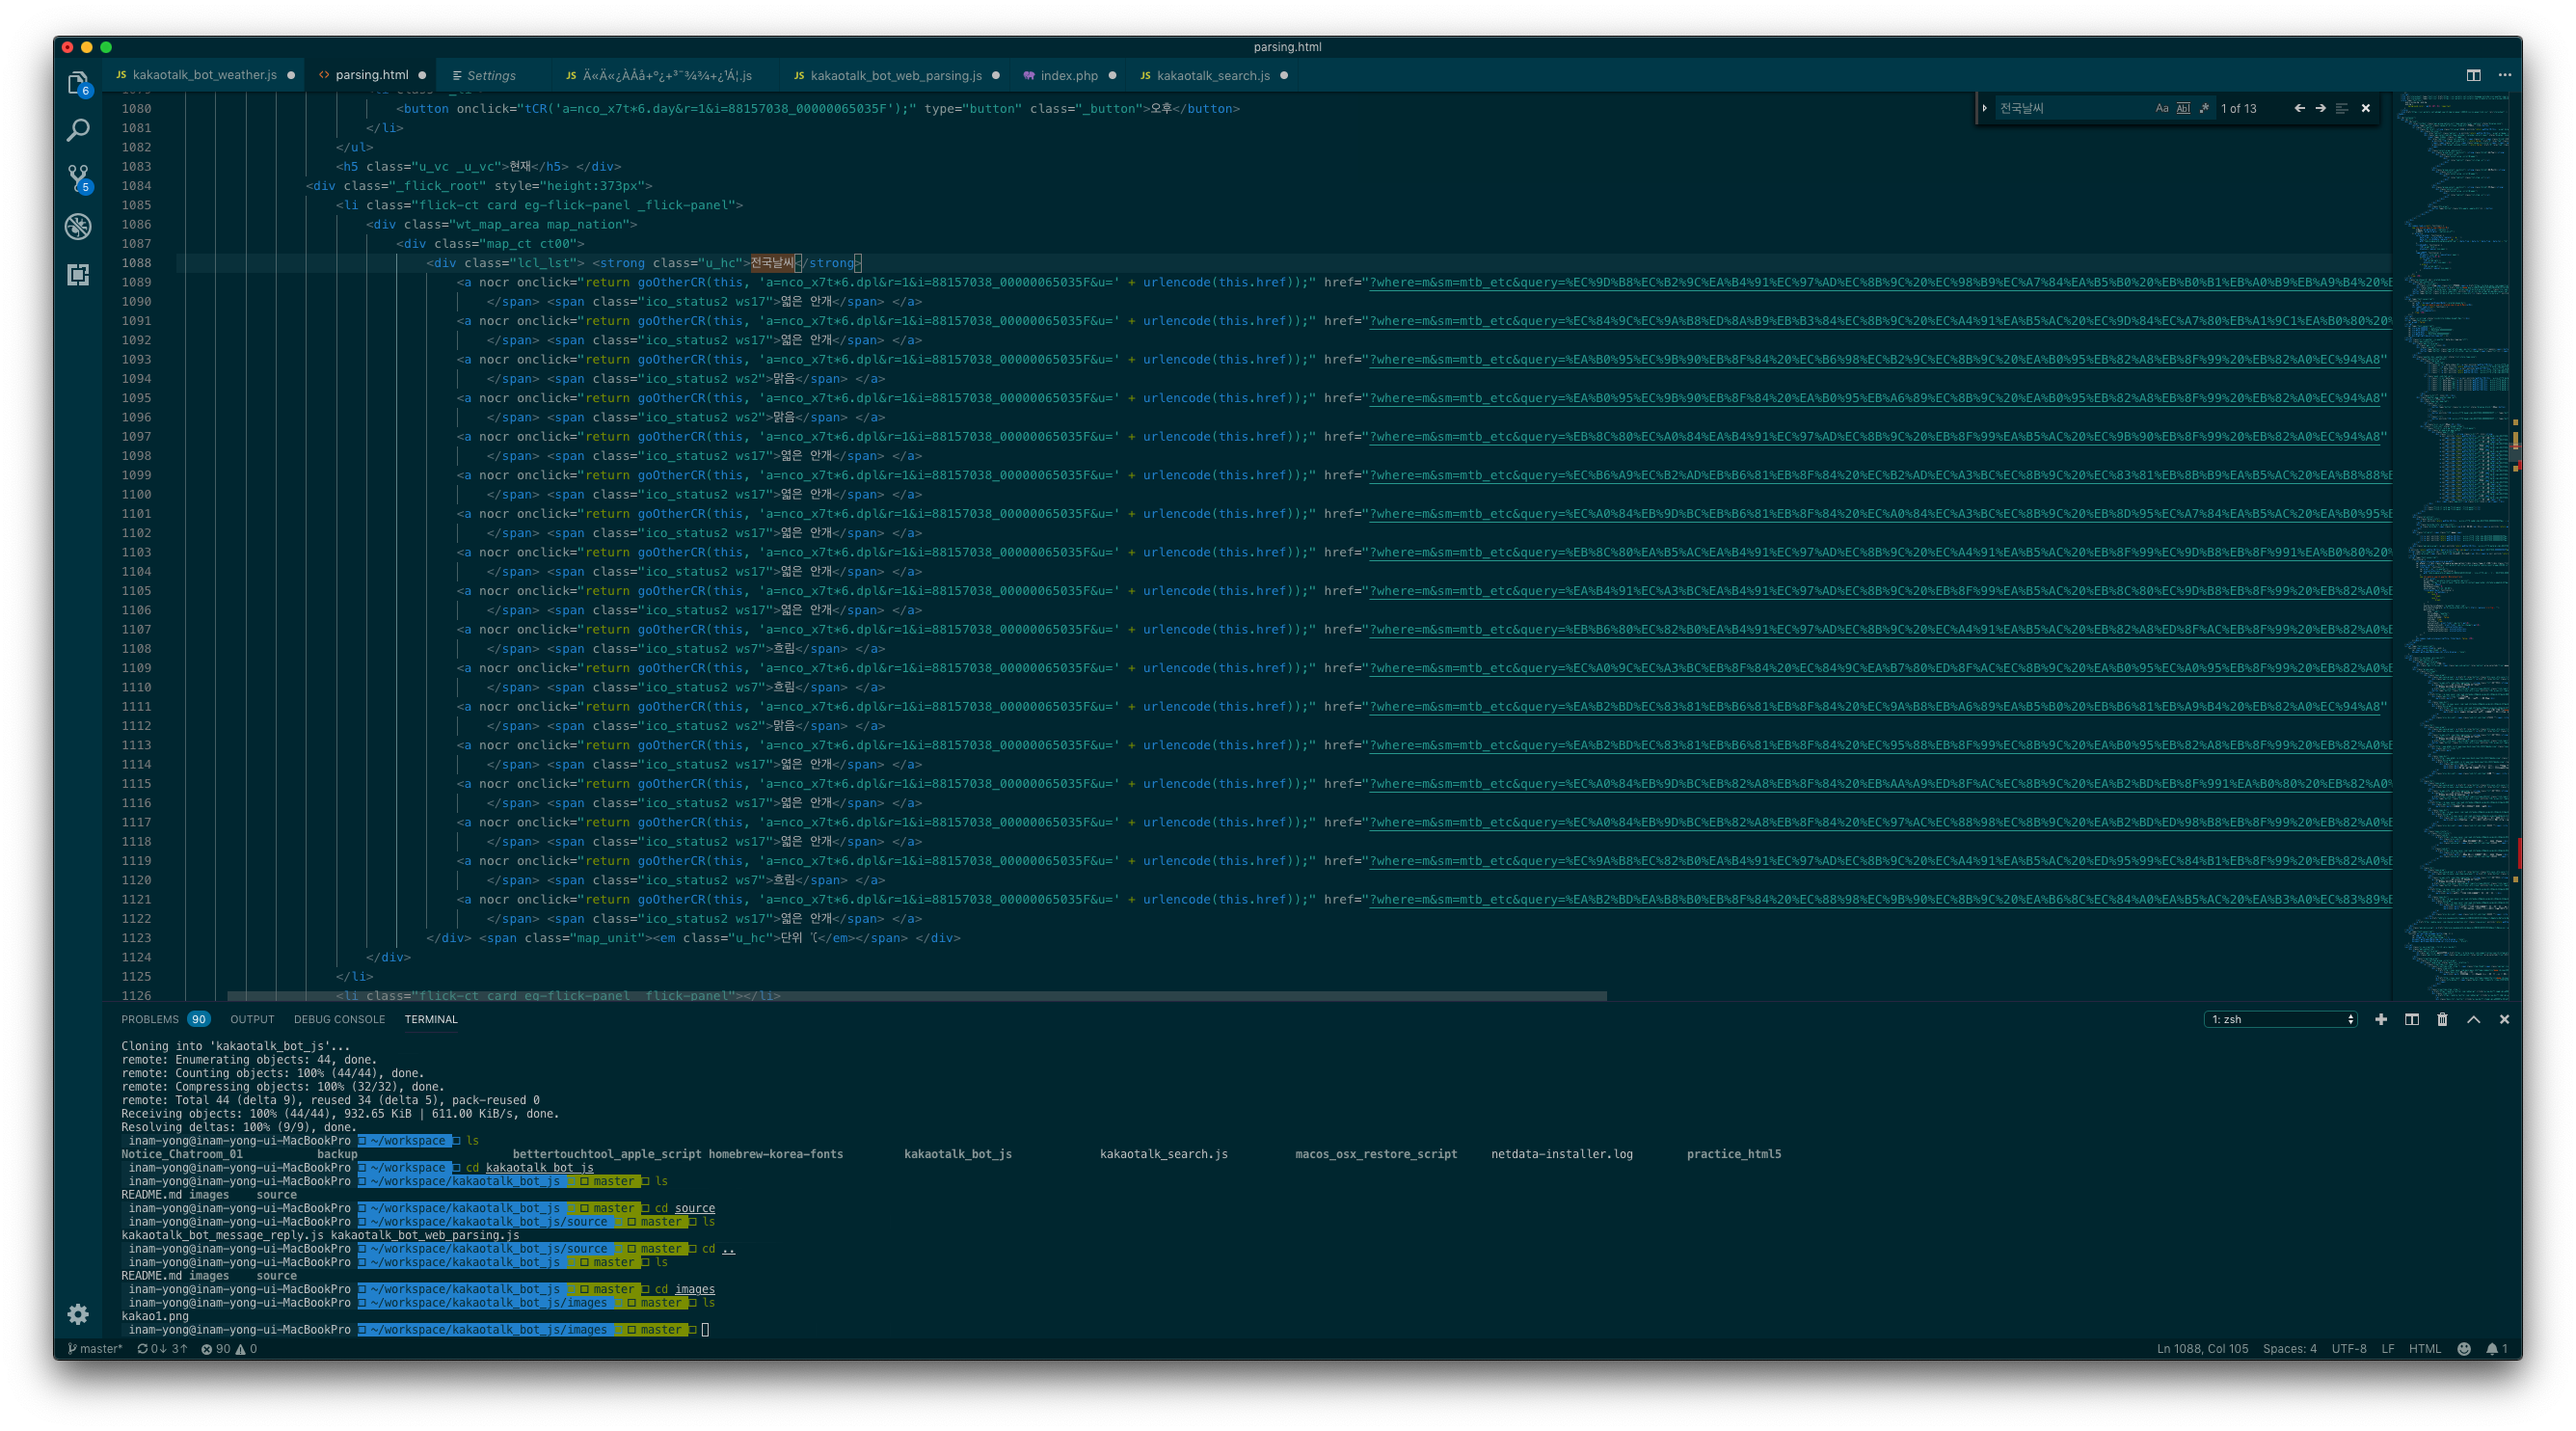 parsing.html
JS kakaotalk_bot_weather.js
<> parsing.html
Settings
JS Ä«Ä«¿ÀÅå+º¿+³¯¾¾+¿¹Á¦.js
JS kakaotalk_bot_web_parsing.js
index.php
JS kakaotalk_search.js
전국날씨 Aa Abl .* 1 of 13
1080 <button onclick="tCR('a=nco_x7t*6.day&r=1&i=88157038_00000065035F');" type="button" class="_button">오후</button>
1081 </li>
1082 </ul>
1083 <h5 class="u_vc _u_vc">현재</h5> </div>
1084 <div class="_flick_root" style="height:373px">
1085 <li class="flick-ct card eg-flick-panel _flick-panel">
1086 <div class="wt_map_area map_nation">
1087 <div class="map_ct ct00">
1088 <div class="lcl_lst"> <strong class="u_hc">전국날씨</strong>
1089 <a nocr onclick="return goOtherCR(this, 'a=nco_x7t*6.dpl&r=1&i=88157038_00000065035F&u=' + urlencode(this.href));" href="?where=m&sm=mtb_etc&query=%EC%9D%B8%EC%B2%9C%EA%B4%91%EC%97%AD%EC%8B%9C%20%EC%98%B9%EC%A7%84%EA%B5%B0%20%EB%B0%B1%EB%A0%B9%EB%A9%B4%20%E
1090 </span> <span class="ico_status2 ws17">엷은 안개</span> </a>
1091 <a nocr onclick="return goOtherCR(this, 'a=nco_x7t*6.dpl&r=1&i=88157038_00000065035F&u=' + urlencode(this.href));" href="?where=m&sm=mtb_etc&query=%EC%84%9C%EC%9A%B8%ED%8A%B9%EB%B3%84%EC%8B%9C%20%EC%A4%91%EA%B5%AC%20%EC%9D%84%EC%A7%80%EB%A1%9C1%EA%B0%80%20%
1092 </span> <span class="ico_status2 ws17">엷은 안개</span> </a>
1093 <a nocr onclick="return goOtherCR(this, 'a=nco_x7t*6.dpl&r=1&i=88157038_00000065035F&u=' + urlencode(this.href));" href="?where=m&sm=mtb_etc&query=%EA%B0%95%EC%9B%90%EB%8F%84%20%EC%B6%98%EC%B2%9C%EC%8B%9C%20%EA%B0%95%EB%82%A8%EB%8F%99%20%EB%82%A0%EC%94%A8"
1094 </span> <span class="ico_status2 ws2">맑음</span> </a>
1095 <a nocr onclick="return goOtherCR(this, 'a=nco_x7t*6.dpl&r=1&i=88157038_00000065035F&u=' + urlencode(this.href));" href="?where=m&sm=mtb_etc&query=%EA%B0%95%EC%9B%90%EB%8F%84%20%EA%B0%95%EB%A6%89%EC%8B%9C%20%EA%B0%95%EB%82%A8%EB%8F%99%20%EB%82%A0%EC%94%A8"
1096 </span> <span class="ico_status2 ws2">맑음</span> </a>
1097 <a nocr onclick="return goOtherCR(this, 'a=nco_x7t*6.dpl&r=1&i=88157038_00000065035F&u=' + urlencode(this.href));" href="?where=m&sm=mtb_etc&query=%EB%8C%80%EC%A0%84%EA%B4%91%EC%97%AD%EC%8B%9C%20%EB%8F%99%EA%B5%AC%20%EC%9B%90%EB%8F%99%20%EB%82%A0%EC%94%A8"
1098 </span> <span class="ico_status2 ws17">엷은 안개</span> </a>
1099 <a nocr onclick="return goOtherCR(this, 'a=nco_x7t*6.dpl&r=1&i=88157038_00000065035F&u=' + urlencode(this.href));" href="?where=m&sm=mtb_etc&query=%EC%B6%A9%EC%B2%AD%EB%B6%81%EB%8F%84%20%EC%B2%AD%EC%A3%BC%EC%8B%9C%20%EC%83%81%EB%8B%B9%EA%B5%AC%20%EA%B8%88%E
1100 </span> <span class="ico_status2 ws17">엷은 안개</span> </a>
1101 <a nocr onclick="return goOtherCR(this, 'a=nco_x7t*6.dpl&r=1&i=88157038_00000065035F&u=' + urlencode(this.href));" href="?where=m&sm=mtb_etc&query=%EC%A0%84%EB%9D%BC%EB%B6%81%EB%8F%84%20%EC%A0%84%EC%A3%BC%EC%8B%9C%20%EB%8D%95%EC%A7%84%EA%B5%AC%20%EA%B0%95%E
1102 </span> <span class="ico_status2 ws17">엷은 안개</span> </a>
1103 <a nocr onclick="return goOtherCR(this, 'a=nco_x7t*6.dpl&r=1&i=88157038_00000065035F&u=' + urlencode(this.href));" href="?where=m&sm=mtb_etc&query=%EB%8C%80%EA%B5%AC%EA%B4%91%EC%97%AD%EC%8B%9C%20%EC%A4%91%EA%B5%AC%20%EB%8F%99%EC%9D%B8%EB%8F%991%EA%B0%80%20%
1104 </span> <span class="ico_status2 ws17">엷은 안개</span> </a>
1105 <a nocr onclick="return goOtherCR(this, 'a=nco_x7t*6.dpl&r=1&i=88157038_00000065035F&u=' + urlencode(this.href));" href="?where=m&sm=mtb_etc&query=%EA%B4%91%EC%A3%BC%EA%B4%91%EC%97%AD%EC%8B%9C%20%EB%8F%99%EA%B5%AC%20%EB%8C%80%EC%9D%B8%EB%8F%99%20%EB%82%A0%E
1106 </span> <span class="ico_status2 ws17">엷은 안개</span> </a>
1107 <a nocr onclick="return goOtherCR(this, 'a=nco_x7t*6.dpl&r=1&i=88157038_00000065035F&u=' + urlencode(this.href));" href="?where=m&sm=mtb_etc&query=%EB%B6%80%EC%82%B0%EA%B4%91%EC%97%AD%EC%8B%9C%20%EC%A4%91%EA%B5%AC%20%EB%82%A8%ED%8F%AC%EB%8F%99%20%EB%82%A0%E
1108 </span> <span class="ico_status2 ws7">흐림</span> </a>
1109 <a nocr onclick="return goOtherCR(this, 'a=nco_x7t*6.dpl&r=1&i=88157038_00000065035F&u=' + urlencode(this.href));" href="?where=m&sm=mtb_etc&query=%EC%A0%9C%EC%A3%BC%EB%8F%84%20%EC%84%9C%EA%B7%80%ED%8F%AC%EC%8B%9C%20%EA%B0%95%EC%A0%95%EB%8F%99%20%EB%82%A0%E
1110 </span> <span class="ico_status2 ws7">흐림</span> </a>
1111 <a nocr onclick="return goOtherCR(this, 'a=nco_x7t*6.dpl&r=1&i=88157038_00000065035F&u=' + urlencode(this.href));" href="?where=m&sm=mtb_etc&query=%EA%B2%BD%EC%83%81%EB%B6%81%EB%8F%84%20%EC%9A%B8%EB%A6%89%EA%B5%B0%20%EB%B6%81%EB%A9%B4%20%EB%82%A0%EC%94%A8"
1112 </span> <span class="ico_status2 ws2">맑음</span> </a>
1113 <a nocr onclick="return goOtherCR(this, 'a=nco_x7t*6.dpl&r=1&i=88157038_00000065035F&u=' + urlencode(this.href));" href="?where=m&sm=mtb_etc&query=%EA%B2%BD%EC%83%81%EB%B6%81%EB%8F%84%20%EC%95%88%EB%8F%99%EC%8B%9C%20%EA%B0%95%EB%82%A8%EB%8F%99%20%EB%82%A0%E
1114 </span> <span class="ico_status2 ws17">엷은 안개</span> </a>
1115 <a nocr onclick="return goOtherCR(this, 'a=nco_x7t*6.dpl&r=1&i=88157038_00000065035F&u=' + urlencode(this.href));" href="?where=m&sm=mtb_etc&query=%EC%A0%84%EB%9D%BC%EB%82%A8%EB%8F%84%20%EB%AA%A9%ED%8F%AC%EC%8B%9C%20%EA%B2%BD%EB%8F%991%EA%B0%80%20%EB%82%A0%
1116 </span> <span class="ico_status2 ws17">엷은 안개</span> </a>
1117 <a nocr onclick="return goOtherCR(this, 'a=nco_x7t*6.dpl&r=1&i=88157038_00000065035F&u=' + urlencode(this.href));" href="?where=m&sm=mtb_etc&query=%EC%A0%84%EB%9D%BC%EB%82%A8%EB%8F%84%20%EC%97%AC%EC%88%98%EC%8B%9C%20%EA%B2%BD%ED%98%B8%EB%8F%99%20%EB%82%A0%E
1118 </span> <span class="ico_status2 ws17">엷은 안개</span> </a>
1119 <a nocr onclick="return goOtherCR(this, 'a=nco_x7t*6.dpl&r=1&i=88157038_00000065035F&u=' + urlencode(this.href));" href="?where=m&sm=mtb_etc&query=%EC%9A%B8%EC%82%B0%EA%B4%91%EC%97%AD%EC%8B%9C%20%EC%A4%91%EA%B5%AC%20%ED%95%99%EC%84%B1%EB%8F%99%20%EB%82%A0%E
1120 </span> <span class="ico_status2 ws7">흐림</span> </a>
1121 <a nocr onclick="return goOtherCR(this, 'a=nco_x7t*6.dpl&r=1&i=88157038_00000065035F&u=' + urlencode(this.href));" href="?where=m&sm=mtb_etc&query=%EA%B2%BD%EA%B8%B0%EB%8F%84%20%EC%88%98%EC%9B%90%EC%8B%9C%20%EA%B6%8C%EC%84%A0%EA%B5%AC%20%EA%B3%A0%EC%83%89%E
1122 </span> <span class="ico_status2 ws17">엷은 안개</span> </a>
1123 </div> <span class="map_unit"><em class="u_hc">단위 ℃</em></span> </div>
1124 </div>
1125 </li>
1126 <li class="flick-ct card eg-flick-panel _flick-panel"></li>
PROBLEMS 90 OUTPUT DEBUG CONSOLE TERMINAL
1: zsh
Cloning into 'kakaotalk_bot_js'...
remote: Enumerating objects: 44, done.
remote: Counting objects: 100% (44/44), done.
remote: Compressing objects: 100% (32/32), done.
remote: Total 44 (delta 9), reused 34 (delta 5), pack-reused 0
Receiving objects: 100% (44/44), 932.65 KiB | 611.00 KiB/s, done.
Resolving deltas: 100% (9/9), done.
inam-yong@inam-yong-ui-MacBookPro ~/workspace ls
Notice_Chatroom_01 backup bettertouchtool_apple_script homebrew-korea-fonts kakaotalk_bot_js kakaotalk_search.js macos_osx_restore_script netdata-installer.log practice_html5
inam-yong@inam-yong-ui-MacBookPro ~/workspace cd kakaotalk_bot_js
inam-yong@inam-yong-ui-MacBookPro ~/workspace/kakaotalk_bot_js master ls
README.md images source
inam-yong@inam-yong-ui-MacBookPro ~/workspace/kakaotalk_bot_js master cd source
inam-yong@inam-yong-ui-MacBookPro ~/workspace/kakaotalk_bot_js/source master ls
kakaotalk_bot_message_reply.js kakaotalk_bot_web_parsing.js
inam-yong@inam-yong-ui-MacBookPro ~/workspace/kakaotalk_bot_js/source master cd ..
inam-yong@inam-yong-ui-MacBookPro ~/workspace/kakaotalk_bot_js master ls
README.md images source
inam-yong@inam-yong-ui-MacBookPro ~/workspace/kakaotalk_bot_js master cd images
inam-yong@inam-yong-ui-MacBookPro ~/workspace/kakaotalk_bot_js/images master ls
kakao1.png
inam-yong@inam-yong-ui-MacBookPro ~/workspace/kakaotalk_bot_js/images master
master* 0↓ 3↑ 90 0
Ln 1088, Col 105 Spaces: 4 UTF-8 LF HTML 1
6
5